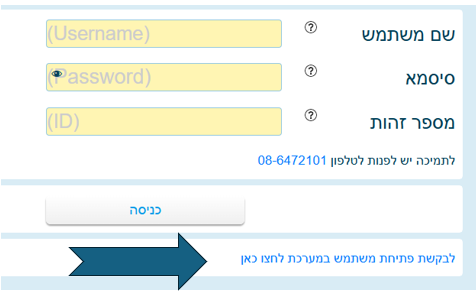 שם משתמש (Username)
סיסמא (Password)
מספר זהות (ID)
לתמיכה יש לפנות לטלפון 08-6472101
כניסה
לבקשת פתיחת משתמש במערכת לחצו כאן